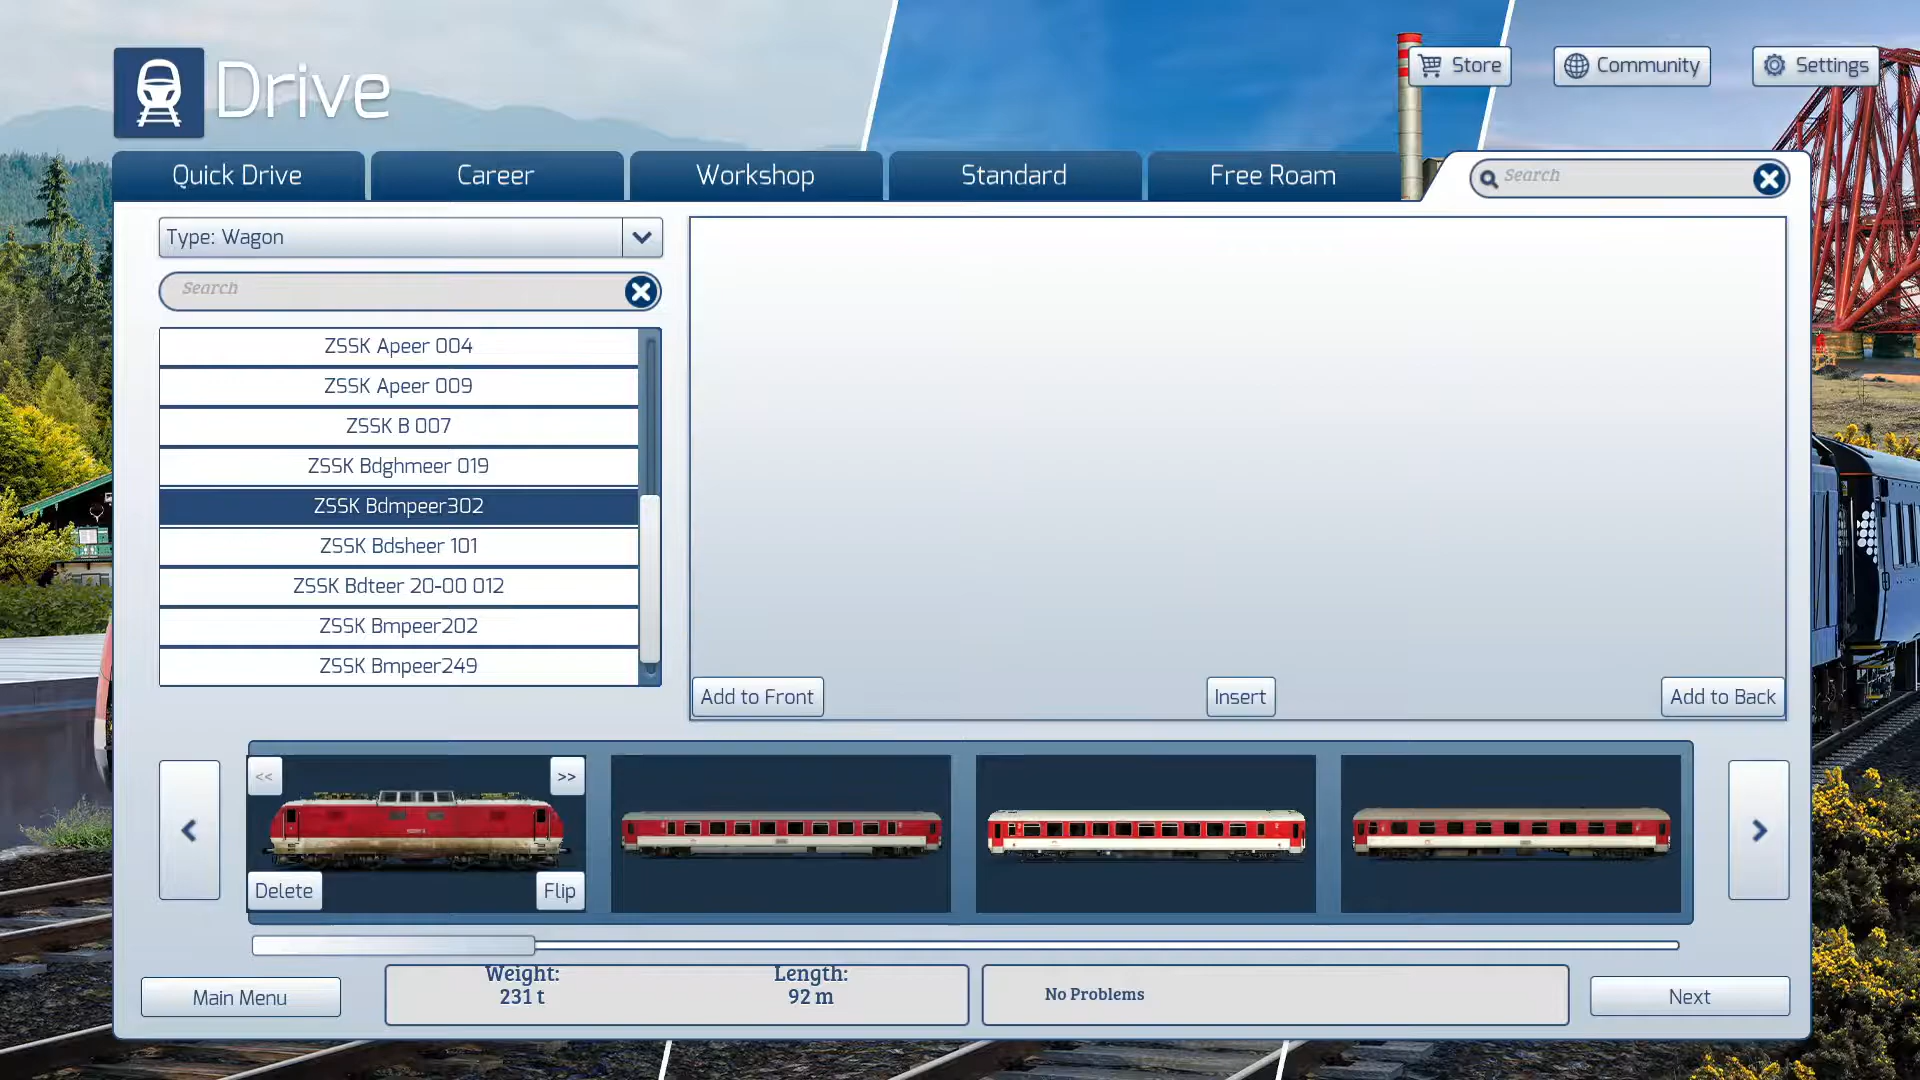 Drive
Store
Community
Settings
Quick Drive
Career
Workshop
Standard
Free Roam
Search
Type: Wagon
Search
ZSSK Apeer 004
ZSSK Apeer 009
ZSSK B 007
ZSSK Bdghmeer 019
ZSSK Bdmpeer302
ZSSK Bdsheer 101
ZSSK Bdteer 20-00 012
ZSSK Bmpeer202
ZSSK Bmpeer249
Add to Front
Insert
Add to Back
<<
>>
Delete
Flip
Main Menu
Weight:
231 t
Length:
92 m
No Problems
Next